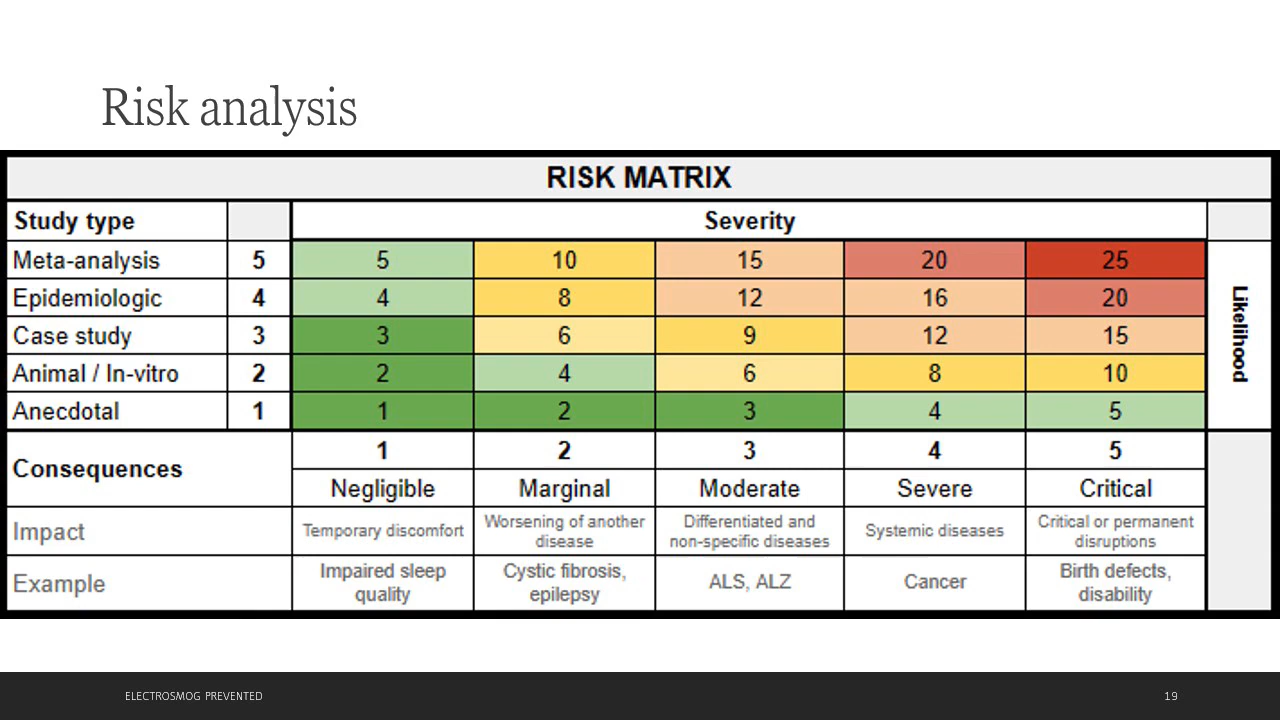 Risk analysis
RISK MATRIX
Study type
Severity
Meta-analysis 5 5 10 15 20 25
Epidemiologic 4 4 8 12 16 20
Case study 3 3 6 9 12 15
Animal / In-vitro 2 2 4 6 8 10
Anecdotal 1 1 2 3 4 5
Likelihood
Consequences
1 2 3 4 5
Negligible Marginal Moderate Severe Critical
Impact
Temporary discomfort
Worsening of another
disease
Differentiated and
non-specific diseases
Systemic diseases
Critical or permanent
disruptions
Example
Impaired sleep
quality
Cystic fibrosis,
epilepsy
ALS, ALZ
Cancer
Birth defects,
disability
ELECTROSMOG PREVENTED
19